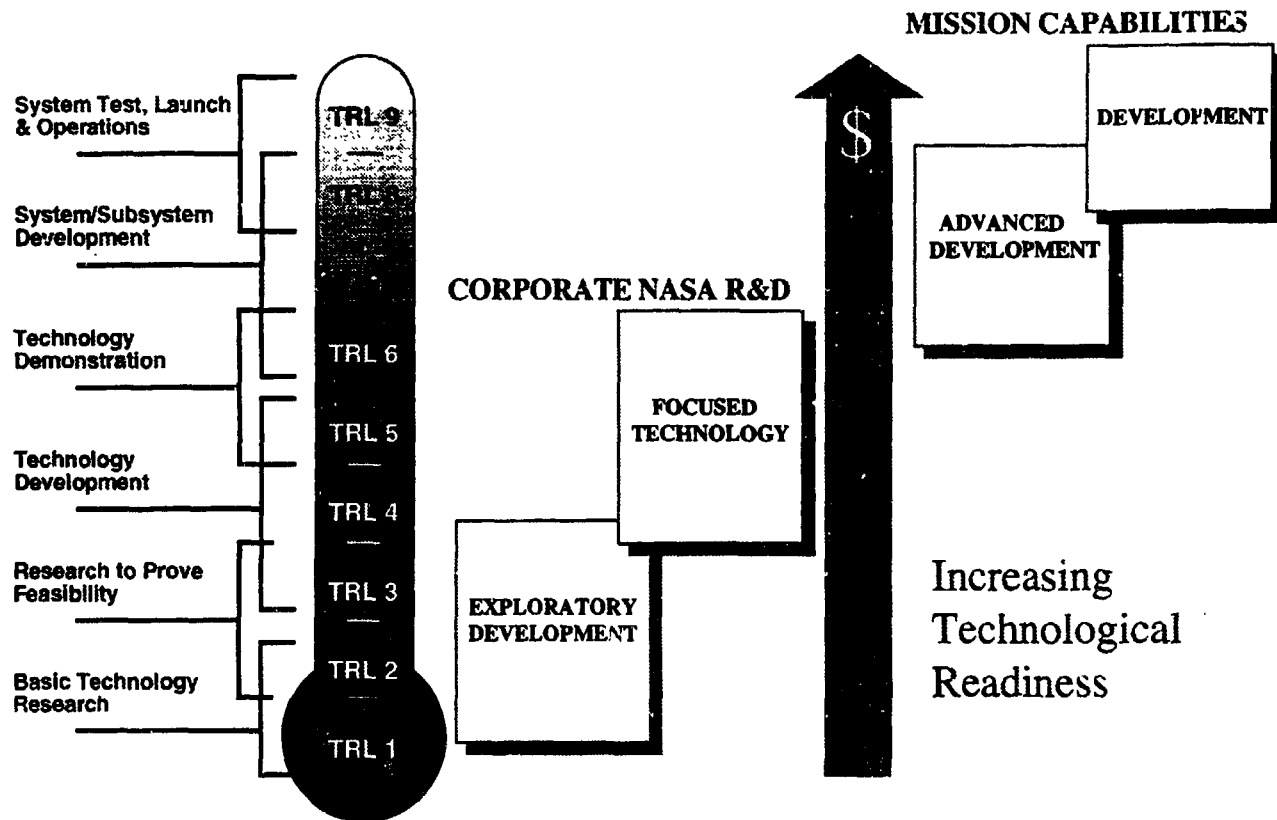 MISSION CAPABILITIES
System Test, Launch
& Operations
System/Subsystem
Development
Technology
Demonstration
Technology
Development
Research to Prove
Feasibility
Basic Technology
Research
TRL 9
TRL 8
TRL 6
TRL 5
TRL 4
TRL 3
TRL 2
TRL 1
CORPORATE NASA R&D
FOCUSED
TECHNOLOGY
EXPLORATORY
DEVELOPMENT
$
DEVELOPMENT
ADVANCED
DEVELOPMENT
Increasing
Technological
Readiness